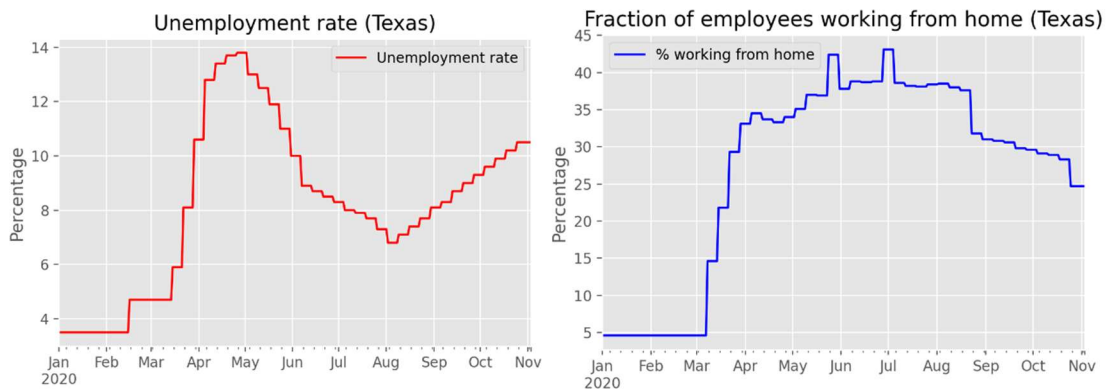 Unemployment rate (Texas)
Unemployment rate
Percentage
14
12
10
8
6
4
Jan Feb Mar Apr May Jun Jul Aug Sep Oct Nov
2020
Fraction of employees working from home (Texas)
% working from home
Percentage
45
40
35
30
25
20
15
10
5
Jan Feb Mar Apr May Jun Jul Aug Sep Oct Nov
2020